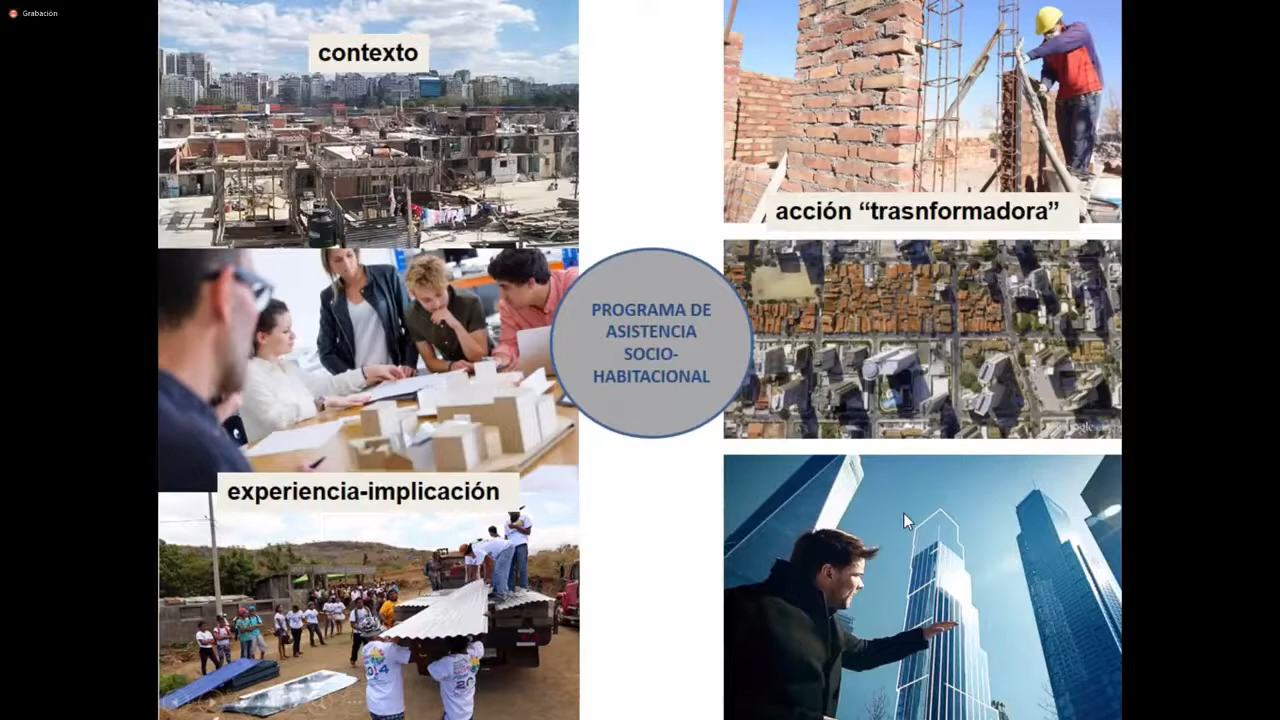 Grabación
contexto
acción “trasnformadora”
PROGRAMA DE
ASISTENCIA
SOCIO-
HABITACIONAL
experiencia-implicación